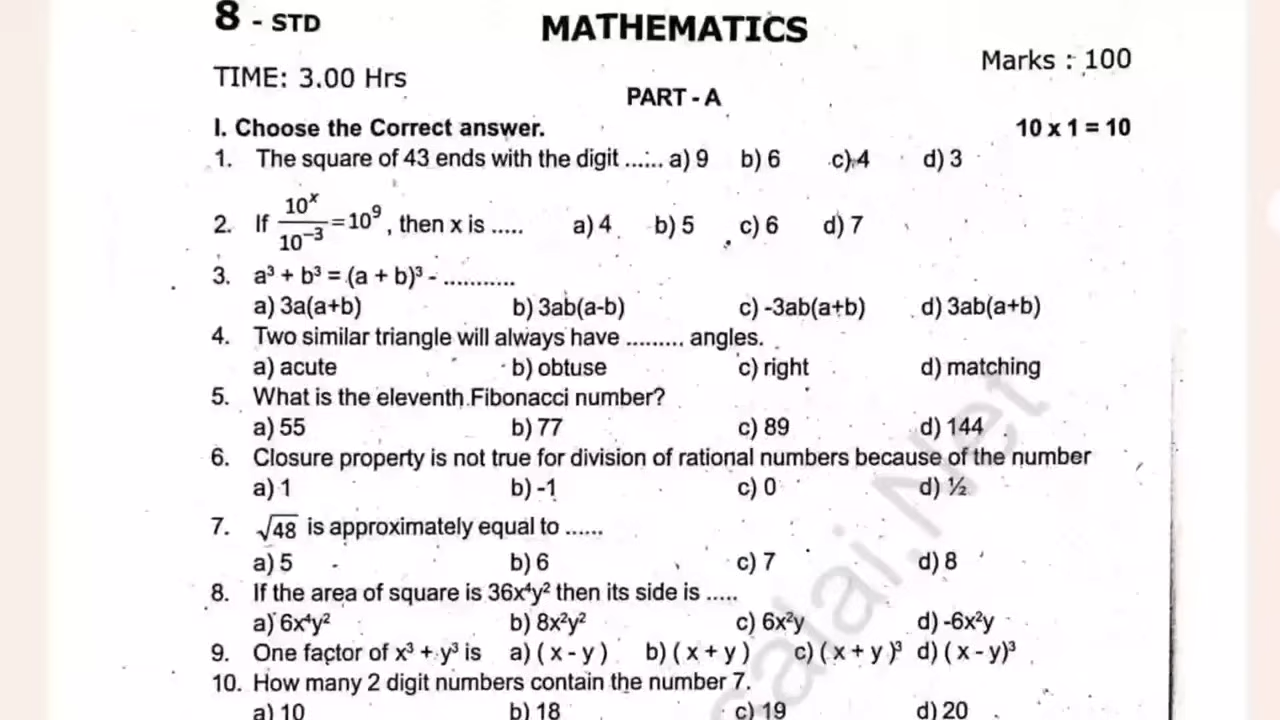 8 - STD MATHEMATICS
Marks : 100
TIME: 3.00 Hrs
PART - A
I. Choose the Correct answer. 10 x 1 = 10
1. The square of 43 ends with the digit ...... a) 9 b) 6 c) 4 d) 3
2. If 10ˣ/10⁻³ = 10⁹, then x is ..... a) 4 b) 5 c) 6 d) 7
3. a³ + b³ = (a + b)³ - ...........
a) 3a(a+b) b) 3ab(a-b) c) -3ab(a+b) d) 3ab(a+b)
4. Two similar triangle will always have ......... angles.
a) acute b) obtuse c) right d) matching
5. What is the eleventh Fibonacci number?
a) 55 b) 77 c) 89 d) 144
6. Closure property is not true for division of rational numbers because of the number
a) 1 b) -1 c) 0 d) ½
7. √48 is approximately equal to ......
a) 5 b) 6 c) 7 d) 8
8. If the area of square is 36x⁴y² then its side is .....
a) 6x⁴y² b) 8x²y² c) 6x²y d) -6x²y
9. One factor of x³ + y³ is a) ( x - y ) b) ( x + y ) c) ( x + y )³ d) ( x - y)³
10. How many 2 digit numbers contain the number 7.
a) 10 b) 18 c) 19 d) 20